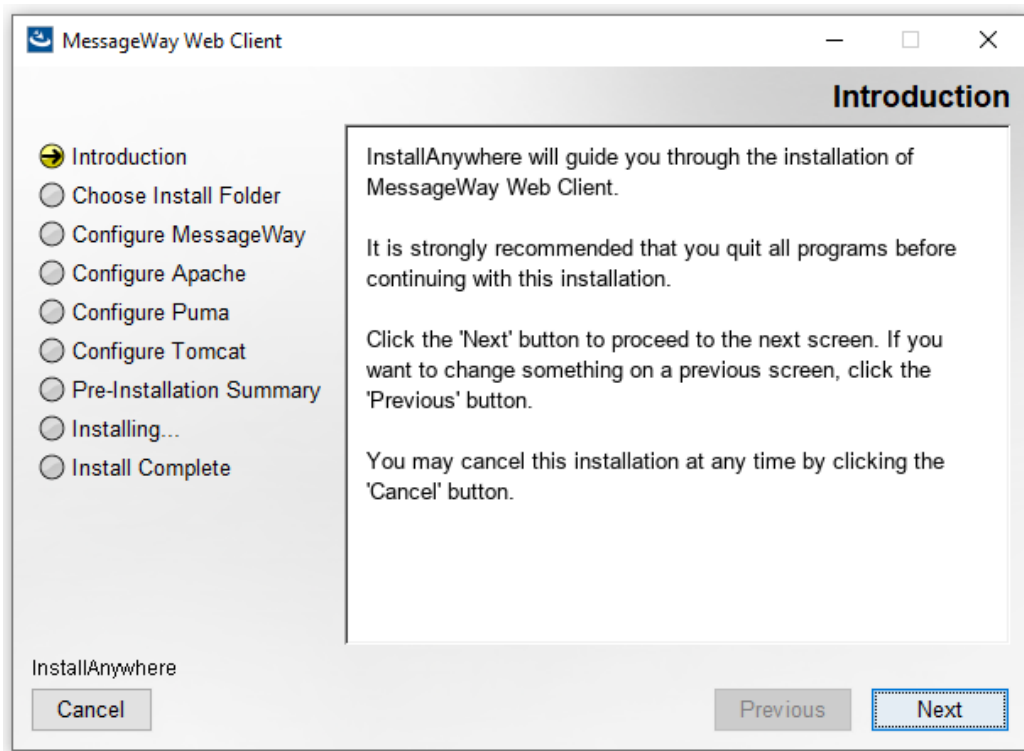 MessageWay Web Client
Introduction
Introduction
Choose Install Folder
Configure MessageWay
Configure Apache
Configure Puma
Configure Tomcat
Pre-Installation Summary
Installing...
Install Complete
InstallAnywhere will guide you through the installation of
MessageWay Web Client.
It is strongly recommended that you quit all programs before
continuing with this installation.
Click the 'Next' button to proceed to the next screen. If you
want to change something on a previous screen, click the
'Previous' button.
You may cancel this installation at any time by clicking the
'Cancel' button.
InstallAnywhere
Cancel
Previous
Next